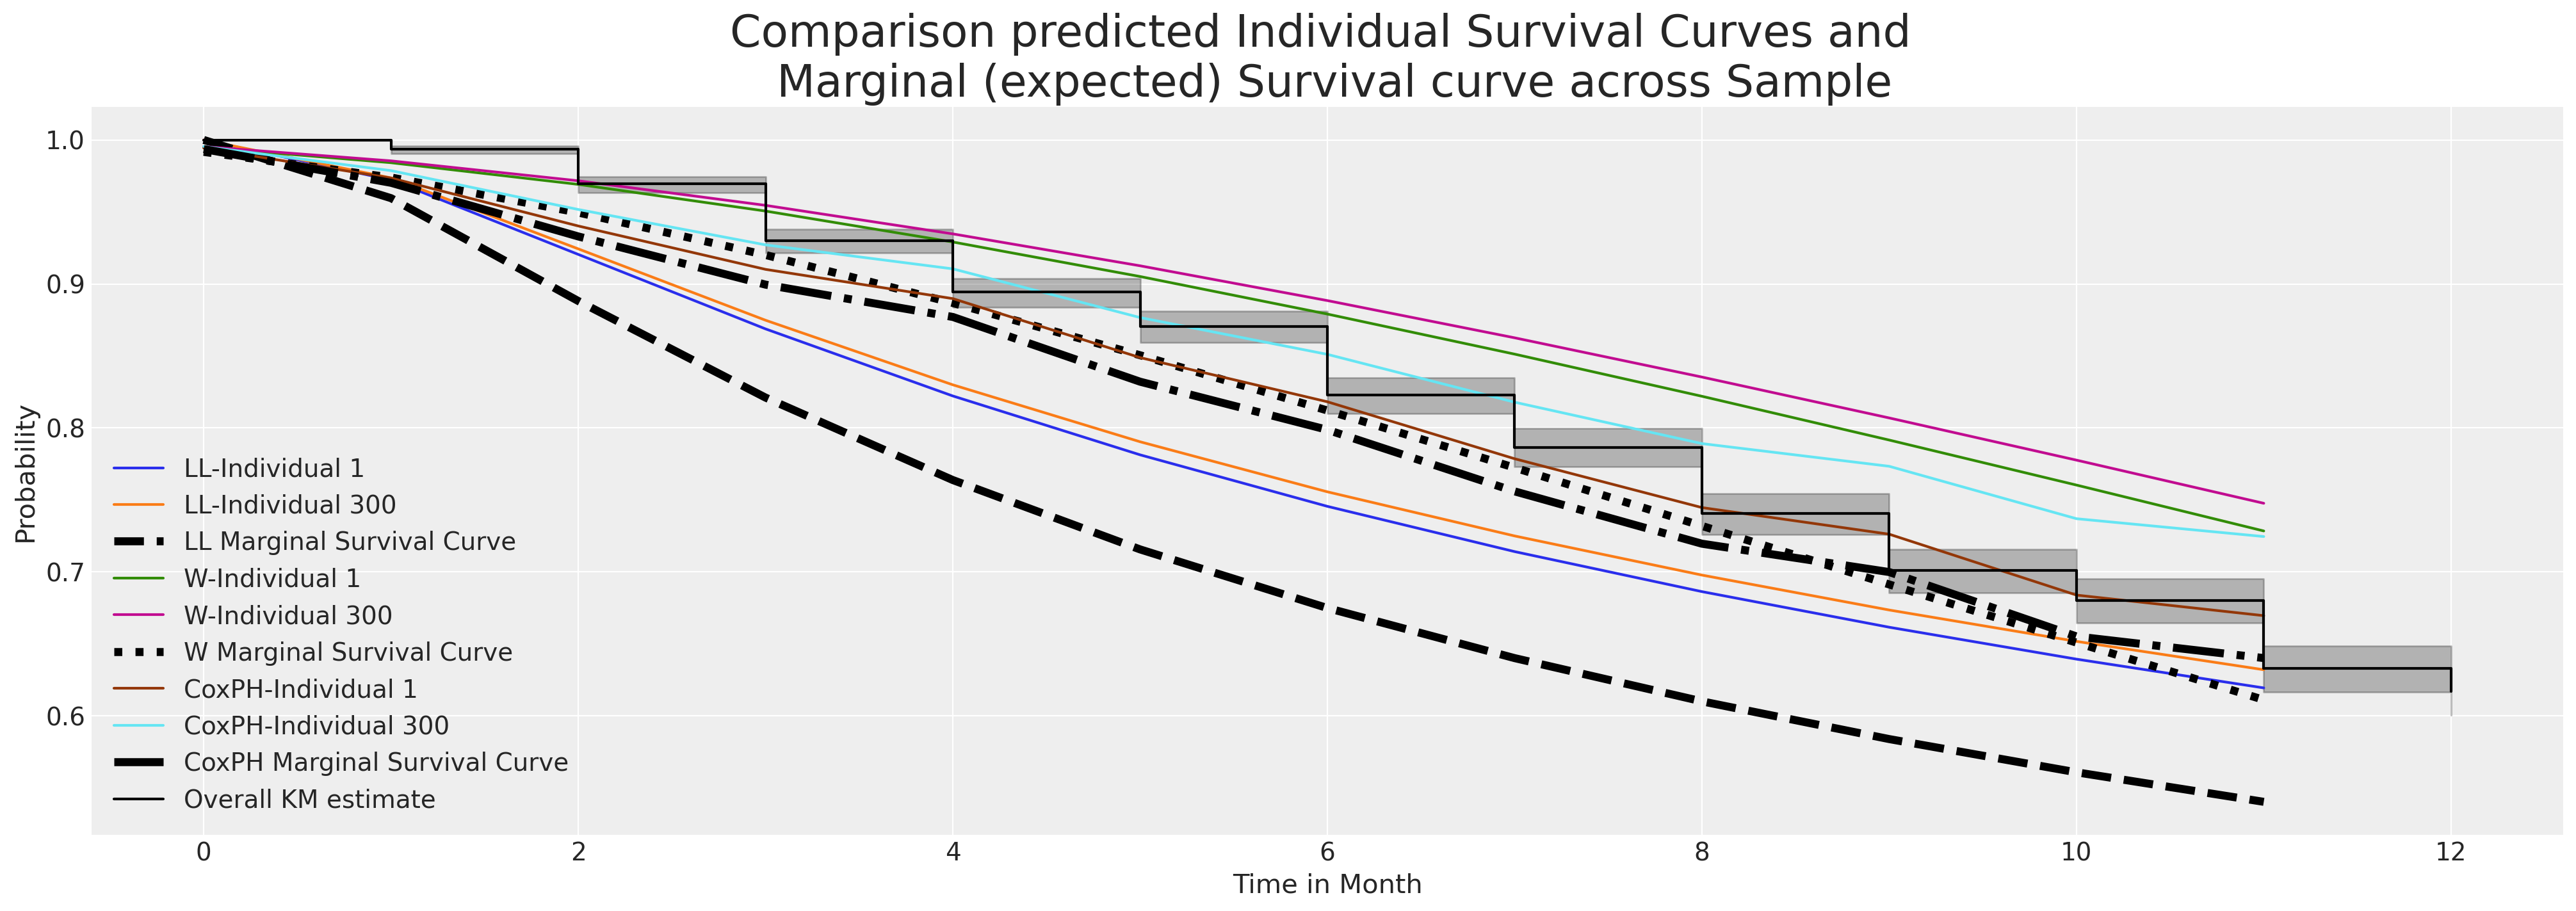 Comparison predicted Individual Survival Curves and
Marginal (expected) Survival curve across Sample
Probability
1.0
0.9
0.8
0.7
0.6
LL-Individual 1
LL-Individual 300
LL Marginal Survival Curve
W-Individual 1
W-Individual 300
W Marginal Survival Curve
CoxPH-Individual 1
CoxPH-Individual 300
CoxPH Marginal Survival Curve
Overall KM estimate
0 2 4 6 8 10 12
Time in Month